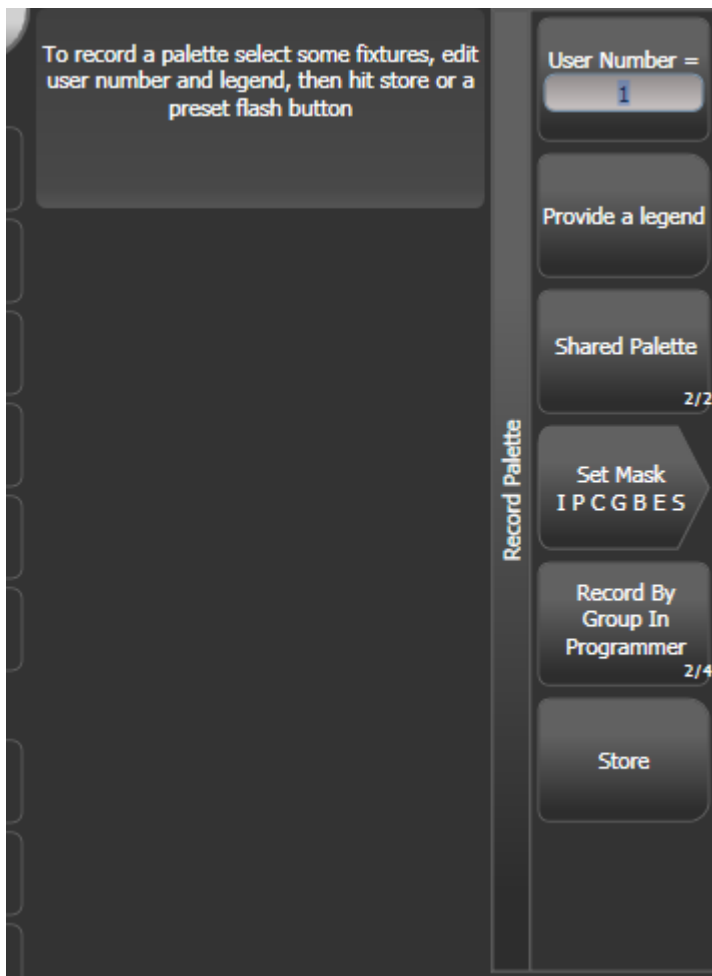 To record a palette select some fixtures, edit
user number and legend, then hit store or a
preset flash button
User Number =
1
Provide a legend
Shared Palette
2/2
Record Palette
Set Mask
I P C G B E S
Record By
Group In
Programmer
2/4
Store